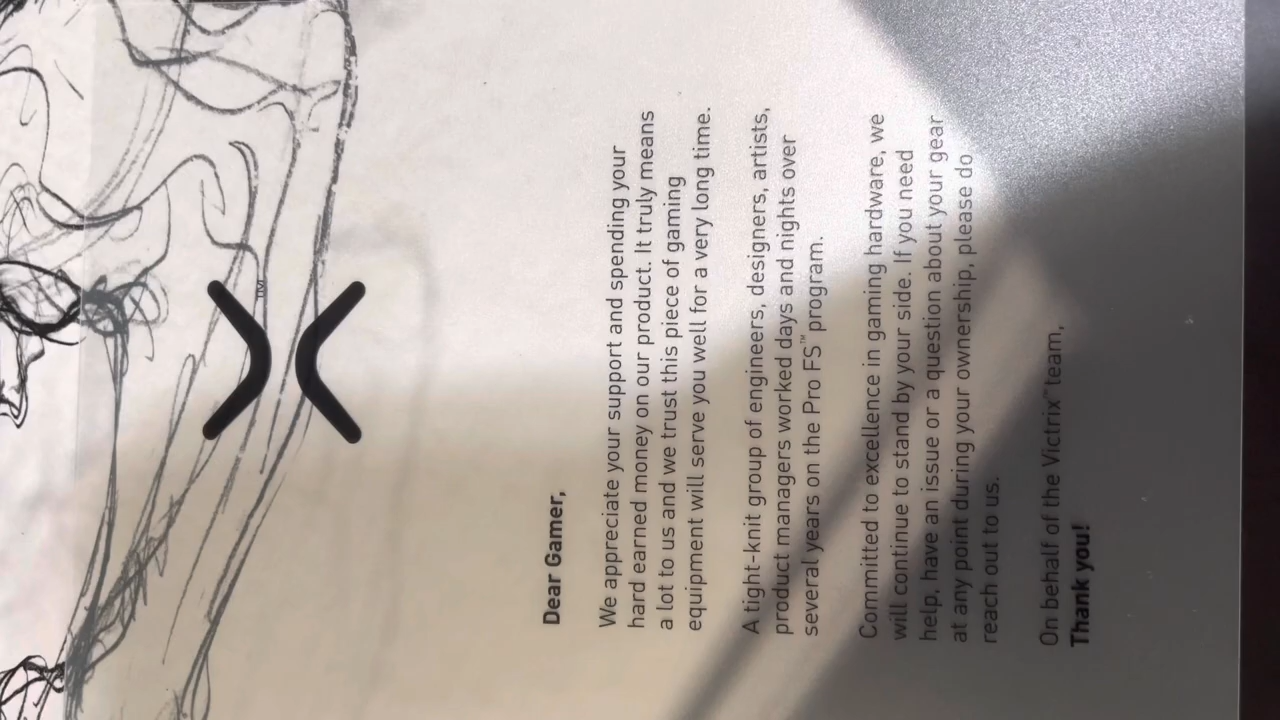 TM
Dear Gamer,
We appreciate your support and spending your
hard earned money on our product. It truly means
a lot to us and we trust this piece of gaming
equipment will serve you well for a very long time.
A tight-knit group of engineers, designers, artists,
product managers worked days and nights over
several years on the Pro FS™ program.
Committed to excellence in gaming hardware, we
will continue to stand by your side. If you need
help, have an issue or a question about your gear
at any point during your ownership, please do
reach out to us.
On behalf of the Victrix™ team,
Thank you!